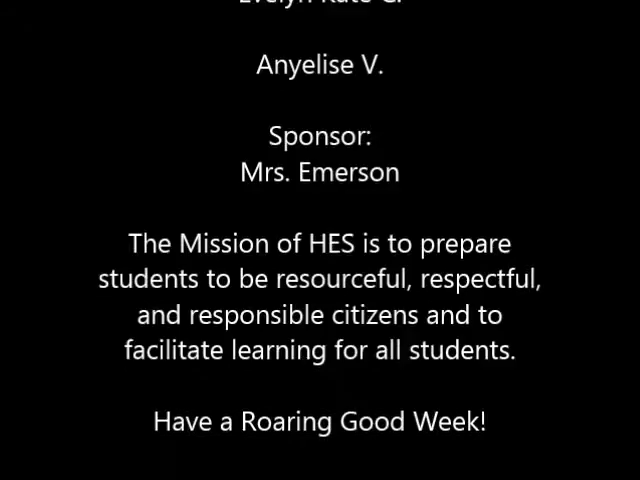 Anyelise V.
Sponsor:
Mrs. Emerson
The Mission of HES is to prepare
students to be resourceful, respectful,
and responsible citizens and to
facilitate learning for all students.
Have a Roaring Good Week!